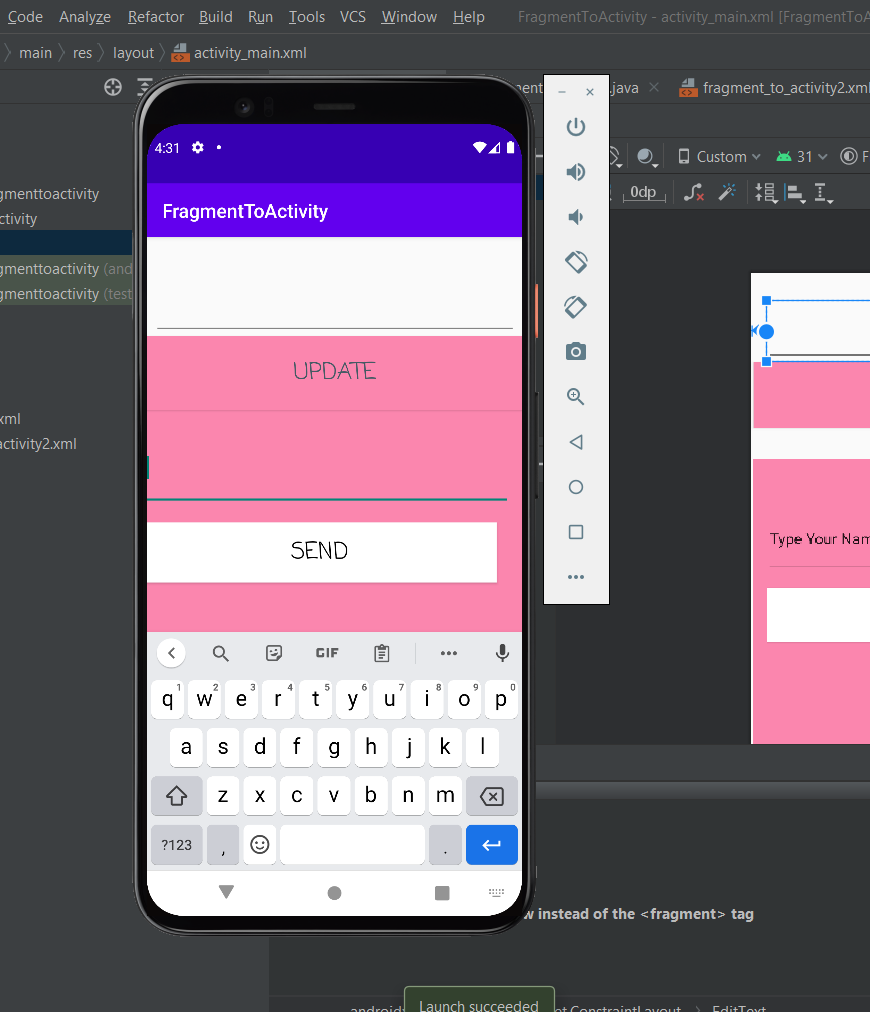 Code Analyze Refactor Build Run Tools VCS Window Help FragmentToActivity - activity_main.xml [FragmentToA
main res layout activity_main.xml
.java fragment_to_activity2.xml
4:31
Custom 31
0dp
FragmentToActivity
gmenttoactivity
ctivity
gmenttoactivity (and
gmenttoactivity (test
UPDATE
xml
activity2.xml
SEND
Type Your Nam
GIF
q1 w2 e3 r4 t5 y6 u7 i8 o9 p0
a s d f g h j k l
z x c v b n m
?123 , .
w instead of the <fragment> tag
Launch succeeded
androidx
ConstraintLayout EditText